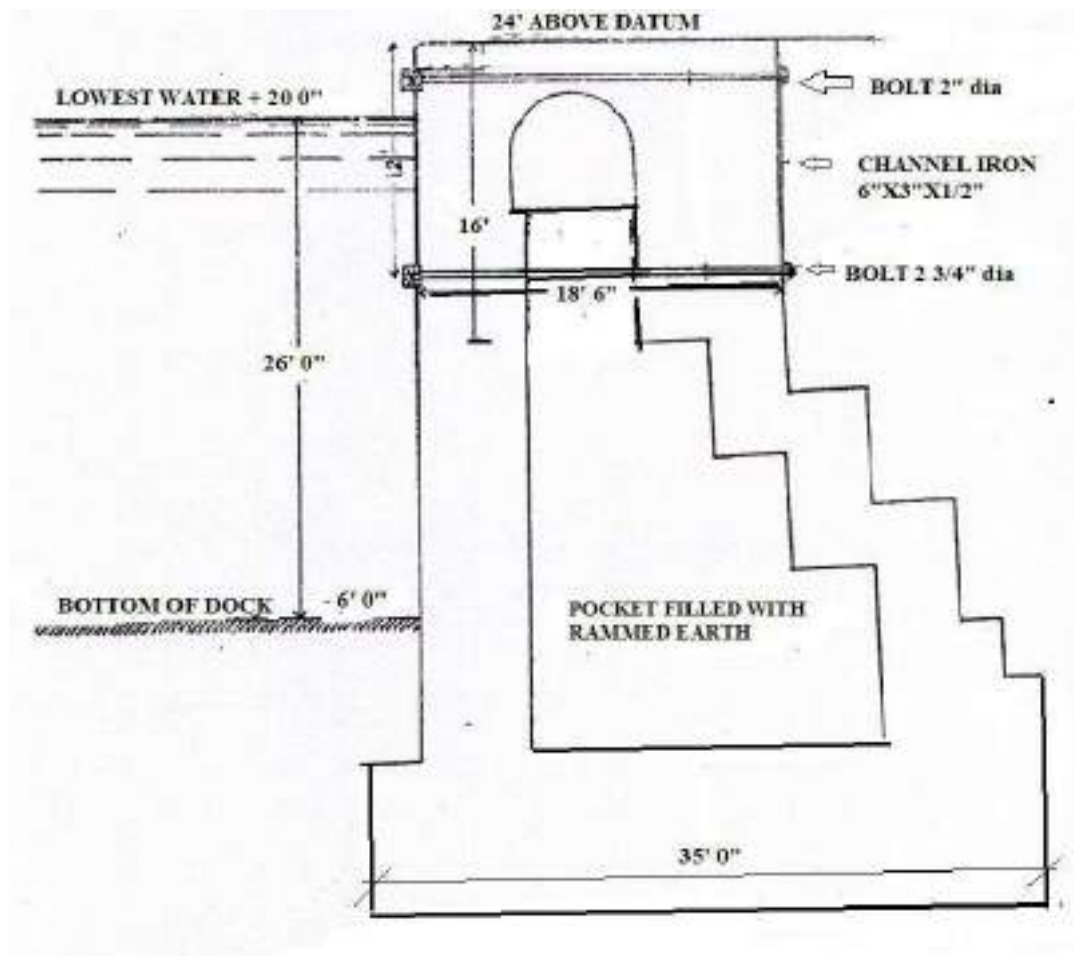 24' ABOVE DATUM
BOLT 2" dia
LOWEST WATER + 20 0"
CHANNEL IRON
6"X3"X1/2"
12'
16'
BOLT 2 3/4" dia
18' 6"
26' 0"
BOTTOM OF DOCK - 6' 0"
POCKET FILLED WITH
RAMMED EARTH
35' 0"